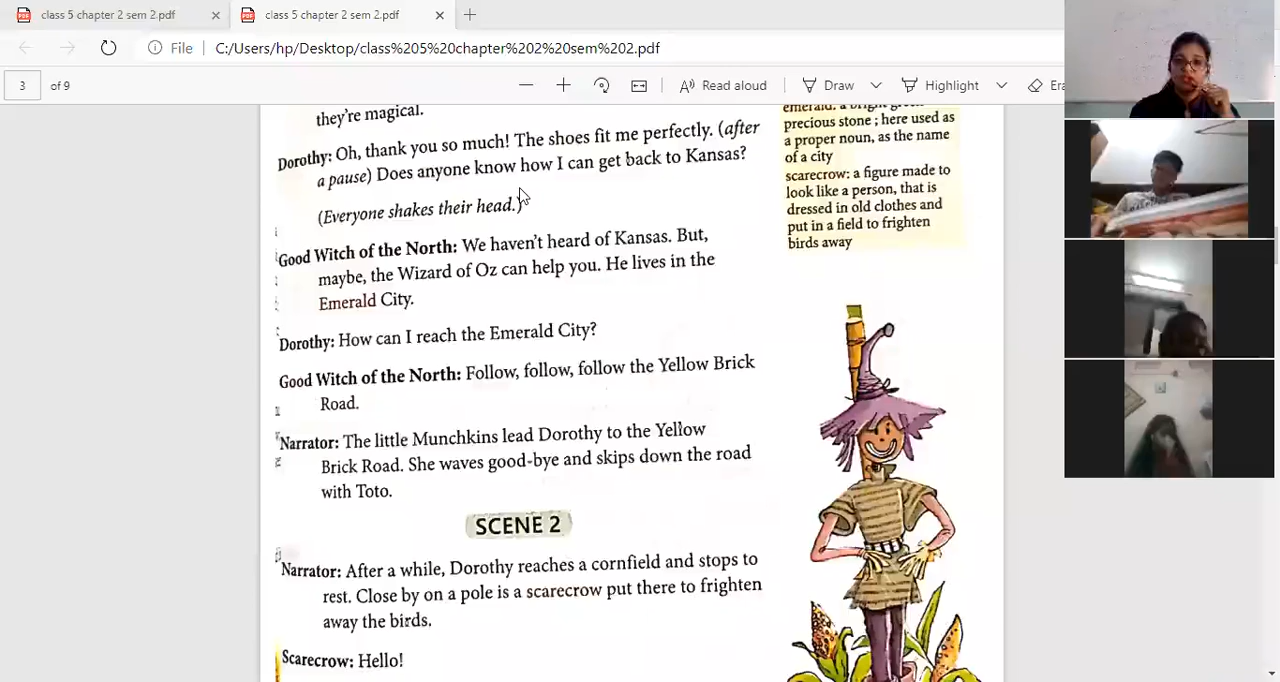 class 5 chapter 2 sem 2.pdf
class 5 chapter 2 sem 2.pdf
File
C:/Users/hp/Desktop/class%205%20chapter%202%20sem%202.pdf
3 of 9
Read aloud
Draw
Highlight
they're magical.
Dorothy: Oh, thank you so much! The shoes fit me perfectly. (after
a pause) Does anyone know how I can get back to Kansas?
(Everyone shakes their head.)
Good Witch of the North: We haven't heard of Kansas. But,
maybe, the Wizard of Oz can help you. He lives in the
Emerald City.
Dorothy: How can I reach the Emerald City?
Good Witch of the North: Follow, follow, follow the Yellow Brick
Road.
Narrator: The little Munchkins lead Dorothy to the Yellow
Brick Road. She waves good-bye and skips down the road
with Toto.
SCENE 2
Narrator: After a while, Dorothy reaches a cornfield and stops to
rest. Close by on a pole is a scarecrow put there to frighten
away the birds.
Scarecrow: Hello!
emerald: a bright green
precious stone ; here used as
a proper noun, as the name
of a city
scarecrow: a figure made to
look like a person, that is
dressed in old clothes and
put in a field to frighten
birds away